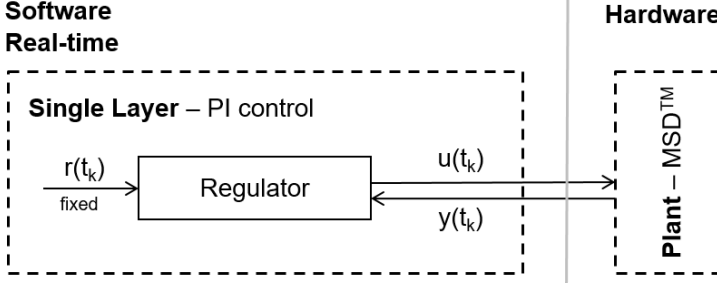 Software
Real-time
Hardware
Single Layer – PI control
r(tk)
fixed
Regulator
u(tk)
y(tk)
Plant – MSD™